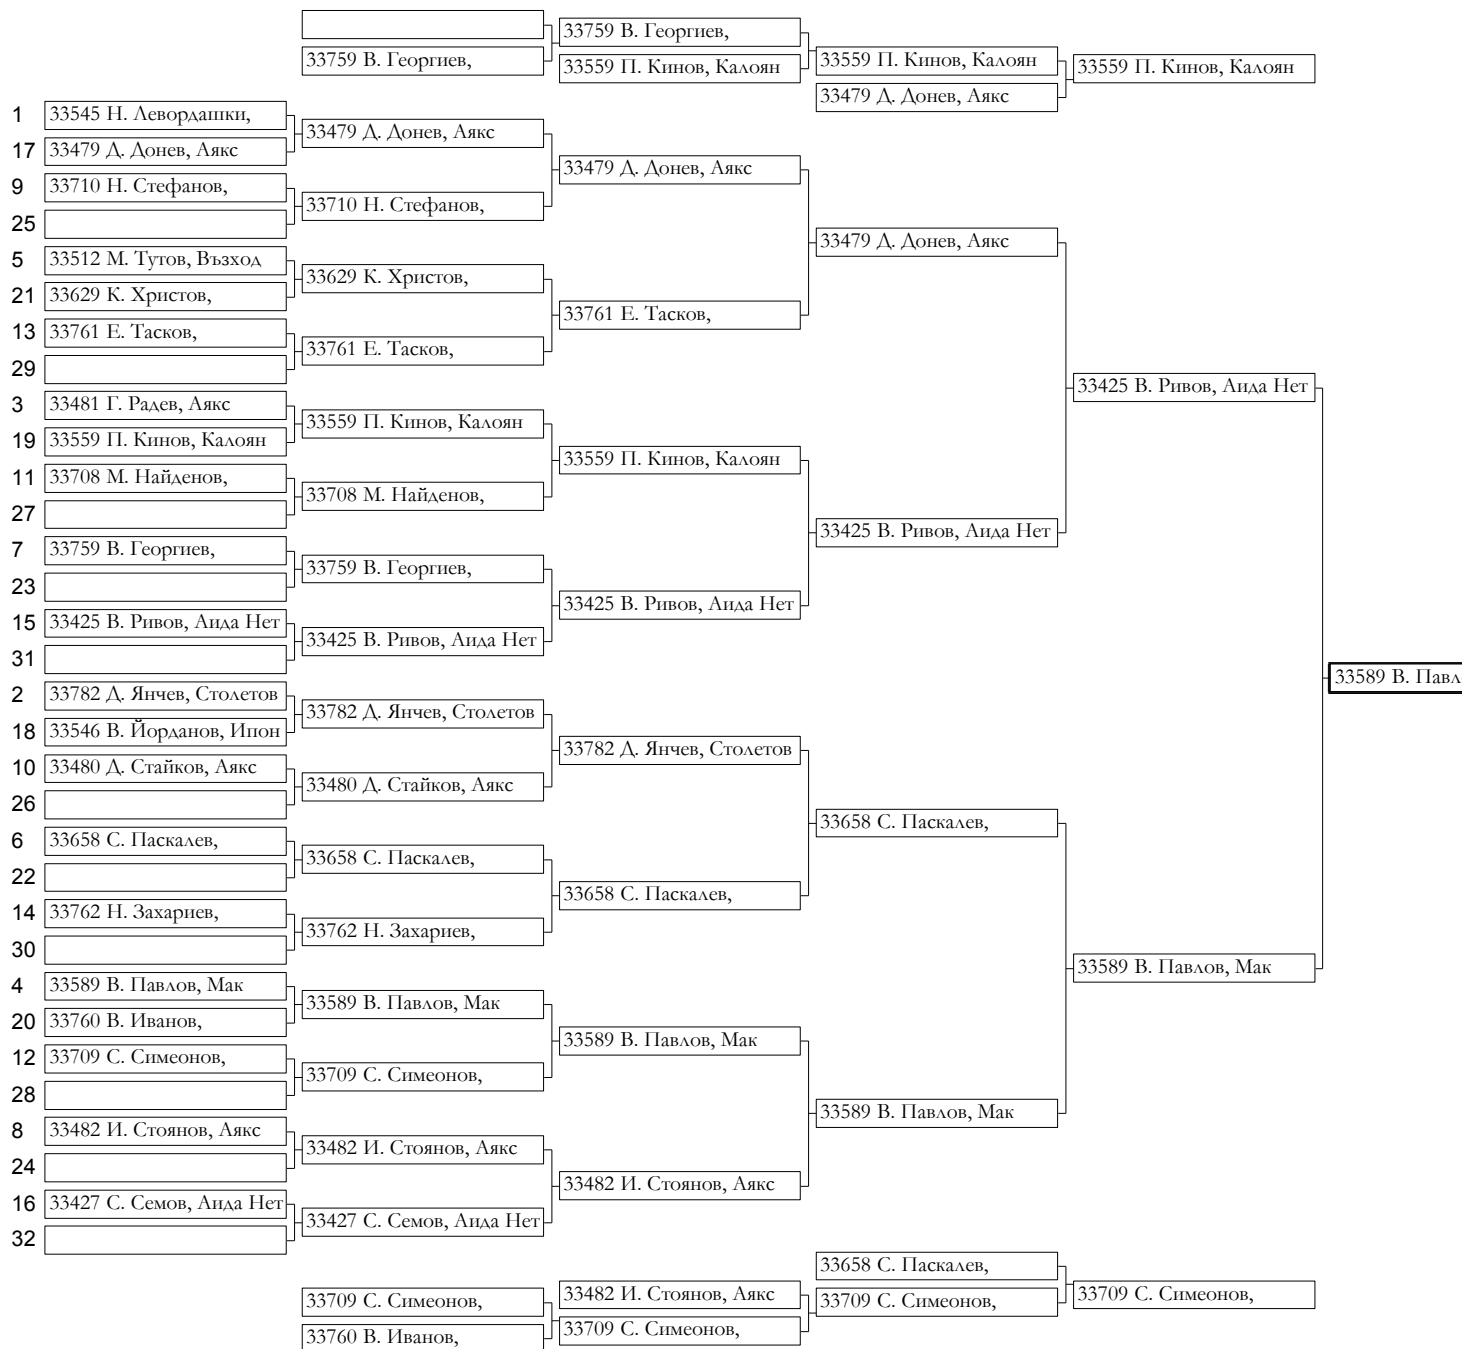 33759 В. Георгиев,
33759 В. Георгиев,
33559 П. Кинов, Калоян
33559 П. Кинов, Калоян
33479 Д. Донев, Аякс
33559 П. Кинов, Калоян
1 33545 Н. Левордашки,
17 33479 Д. Донев, Аякс
9 33710 Н. Стефанов,
25
5 33512 М. Тутов, Възход
21 33629 К. Христов,
13 33761 Е. Тасков,
29
3 33481 Г. Радев, Аякс
19 33559 П. Кинов, Калоян
11 33708 М. Найденов,
27
7 33759 В. Георгиев,
23
15 33425 В. Ривов, Аида Нет
31
2 33782 Д. Янчев, Столетов
18 33546 В. Йорданов, Ипон
10 33480 Д. Стайков, Аякс
26
6 33658 С. Паскалев,
22
14 33762 Н. Захариев,
30
4 33589 В. Павлов, Мак
20 33760 В. Иванов,
12 33709 С. Симеонов,
28
8 33482 И. Стоянов, Аякс
24
16 33427 С. Семов, Аида Нет
32
33479 Д. Донев, Аякс
33710 Н. Стефанов,
33629 К. Христов,
33761 Е. Тасков,
33559 П. Кинов, Калоян
33708 М. Найденов,
33759 В. Георгиев,
33425 В. Ривов, Аида Нет
33782 Д. Янчев, Столетов
33480 Д. Стайков, Аякс
33658 С. Паскалев,
33762 Н. Захариев,
33589 В. Павлов, Мак
33709 С. Симеонов,
33482 И. Стоянов, Аякс
33427 С. Семов, Аида Нет
33479 Д. Донев, Аякс
33761 Е. Тасков,
33559 П. Кинов, Калоян
33425 В. Ривов, Аида Нет
33782 Д. Янчев, Столетов
33658 С. Паскалев,
33589 В. Павлов, Мак
33482 И. Стоянов, Аякс
33479 Д. Донев, Аякс
33425 В. Ривов, Аида Нет
33658 С. Паскалев,
33589 В. Павлов, Мак
33425 В. Ривов, Аида Нет
33589 В. Павлов, Мак
33589 В. Павл
33709 С. Симеонов,
33760 В. Иванов,
33482 И. Стоянов, Аякс
33709 С. Симеонов,
33658 С. Паскалев,
33709 С. Симеонов,
33709 С. Симеонов,